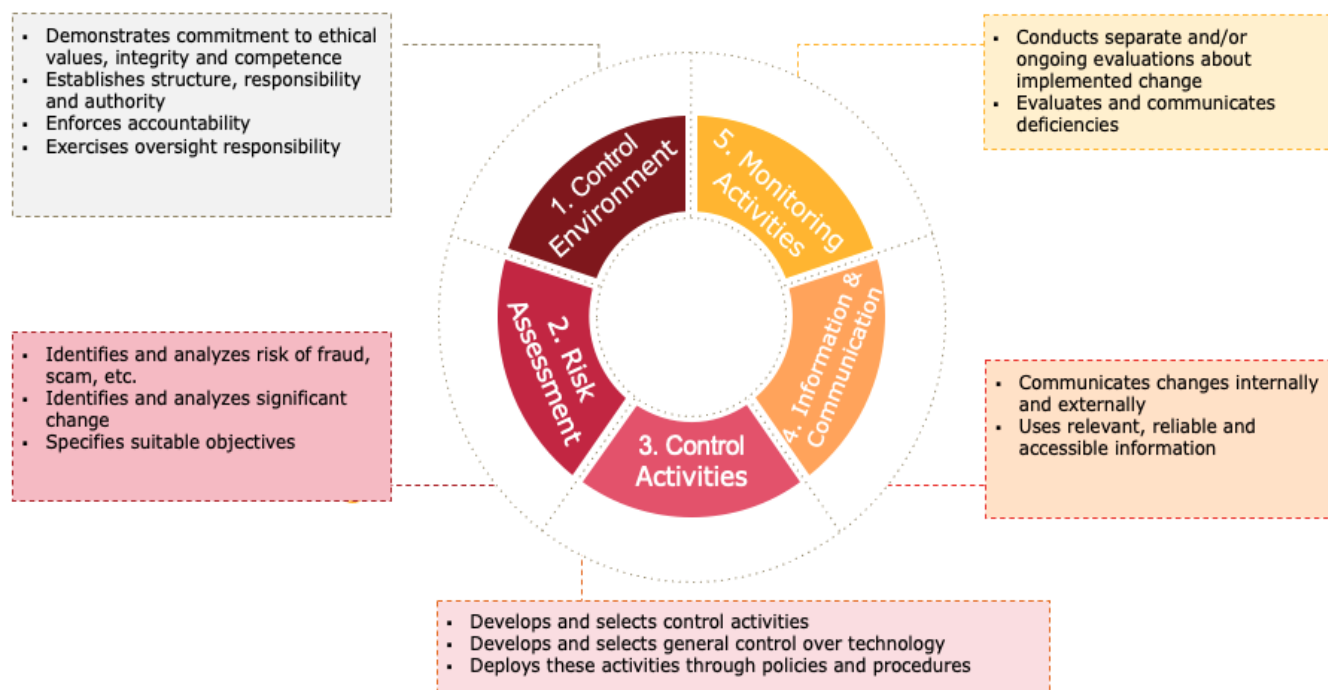 ▪ Demonstrates commitment to ethical
values, integrity and competence
▪ Establishes structure, responsibility
and authority
▪ Enforces accountability
▪ Exercises oversight responsibility
▪ Conducts separate and/or
ongoing evaluations about
implemented change
▪ Evaluates and communicates
deficiencies
1. Control
Environment
5. Monitoring
Activities
2. Risk
Assessment
4. Information &
Communication
3. Control
Activities
▪ Identifies and analyzes risk of fraud,
scam, etc.
▪ Identifies and analyzes significant
change
▪ Specifies suitable objectives
▪ Communicates changes internally
and externally
▪ Uses relevant, reliable and
accessible information
▪ Develops and selects control activities
▪ Develops and selects general control over technology
▪ Deploys these activities through policies and procedures